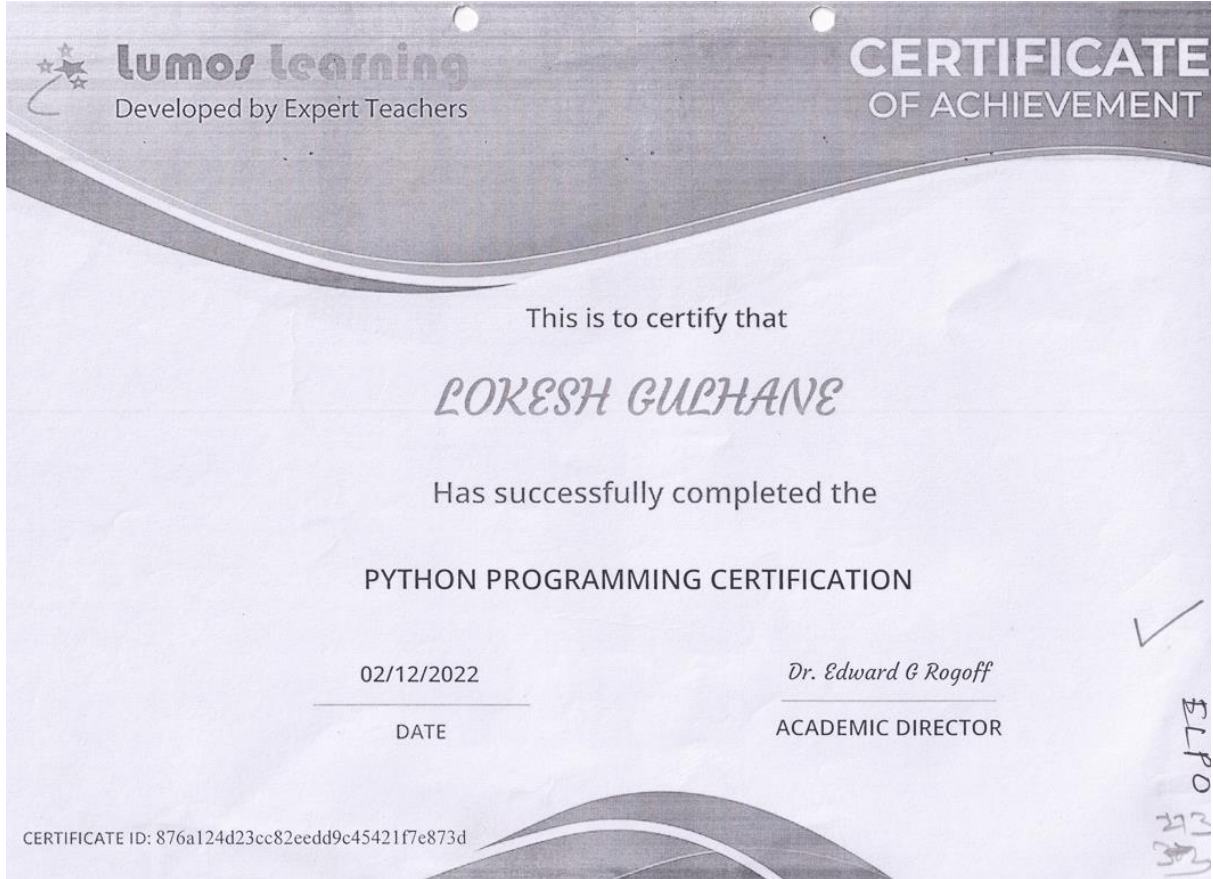 Lumos Learning
Developed by Expert Teachers
CERTIFICATE
OF ACHIEVEMENT
This is to certify that
LOKESH GULHANE
Has successfully completed the
PYTHON PROGRAMMING CERTIFICATION
02/12/2022
DATE
Dr. Edward G Rogoff
ACADEMIC DIRECTOR
ELPO
CERTIFICATE ID: 876a124d23cc82eedd9c45421f7e873d